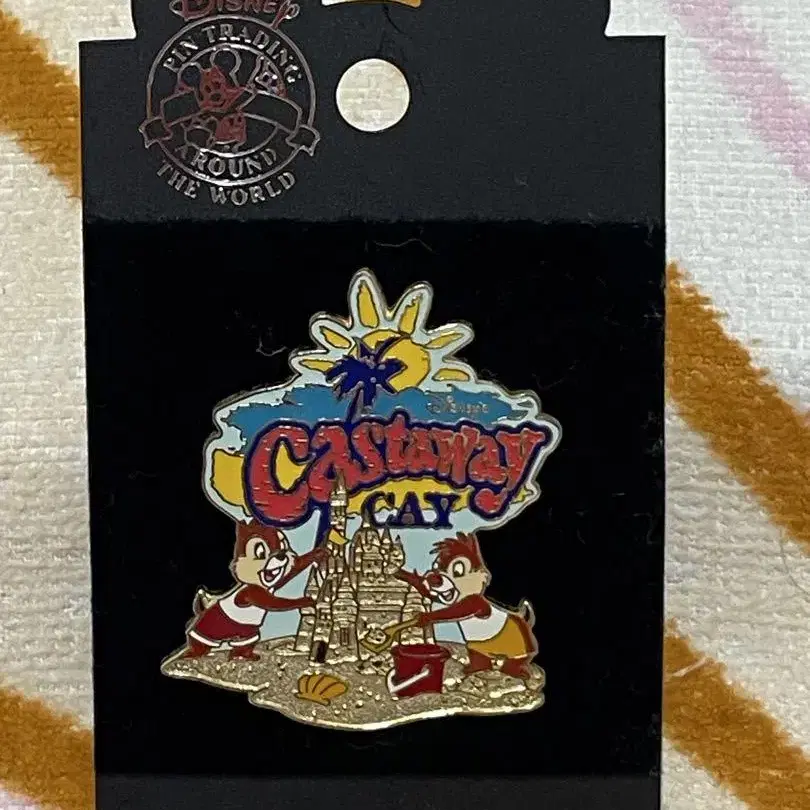 Disney
PIN TRADING
AROUND
THE WORLD
Disney's
Castaway
CAY